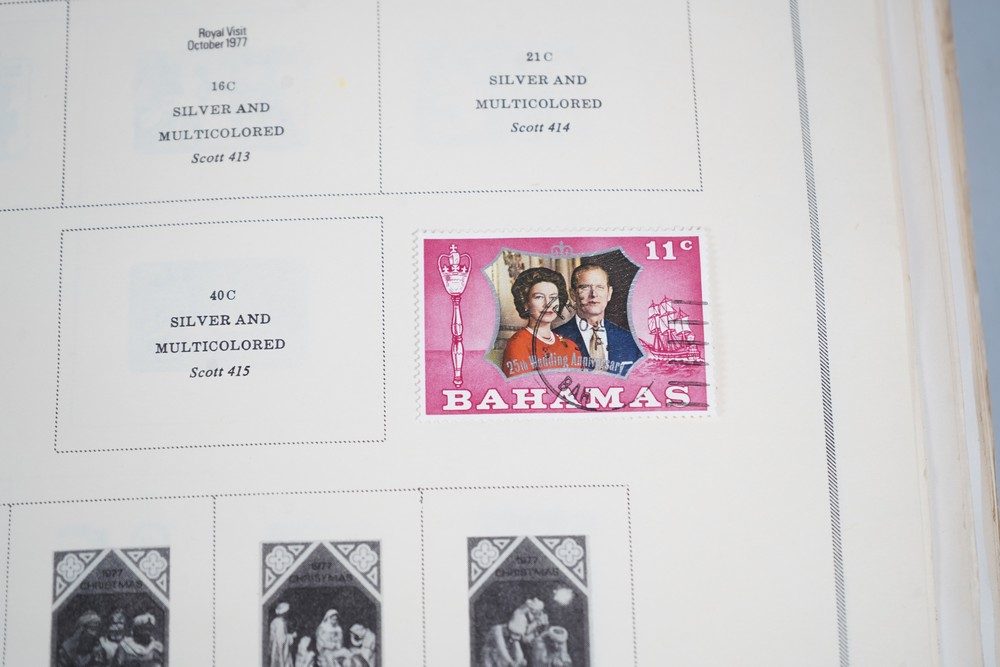 Royal Visit
October 1977
16C
SILVER AND
MULTICOLORED
Scott 413
21C
SILVER AND
MULTICOLORED
Scott 414
40C
SILVER AND
MULTICOLORED
Scott 415
11c
25th Wedding Anniversary
BAHAMAS
BAH
1977
CHRISTMAS
1977
CHRISTMAS
1977
CHRISTMAS